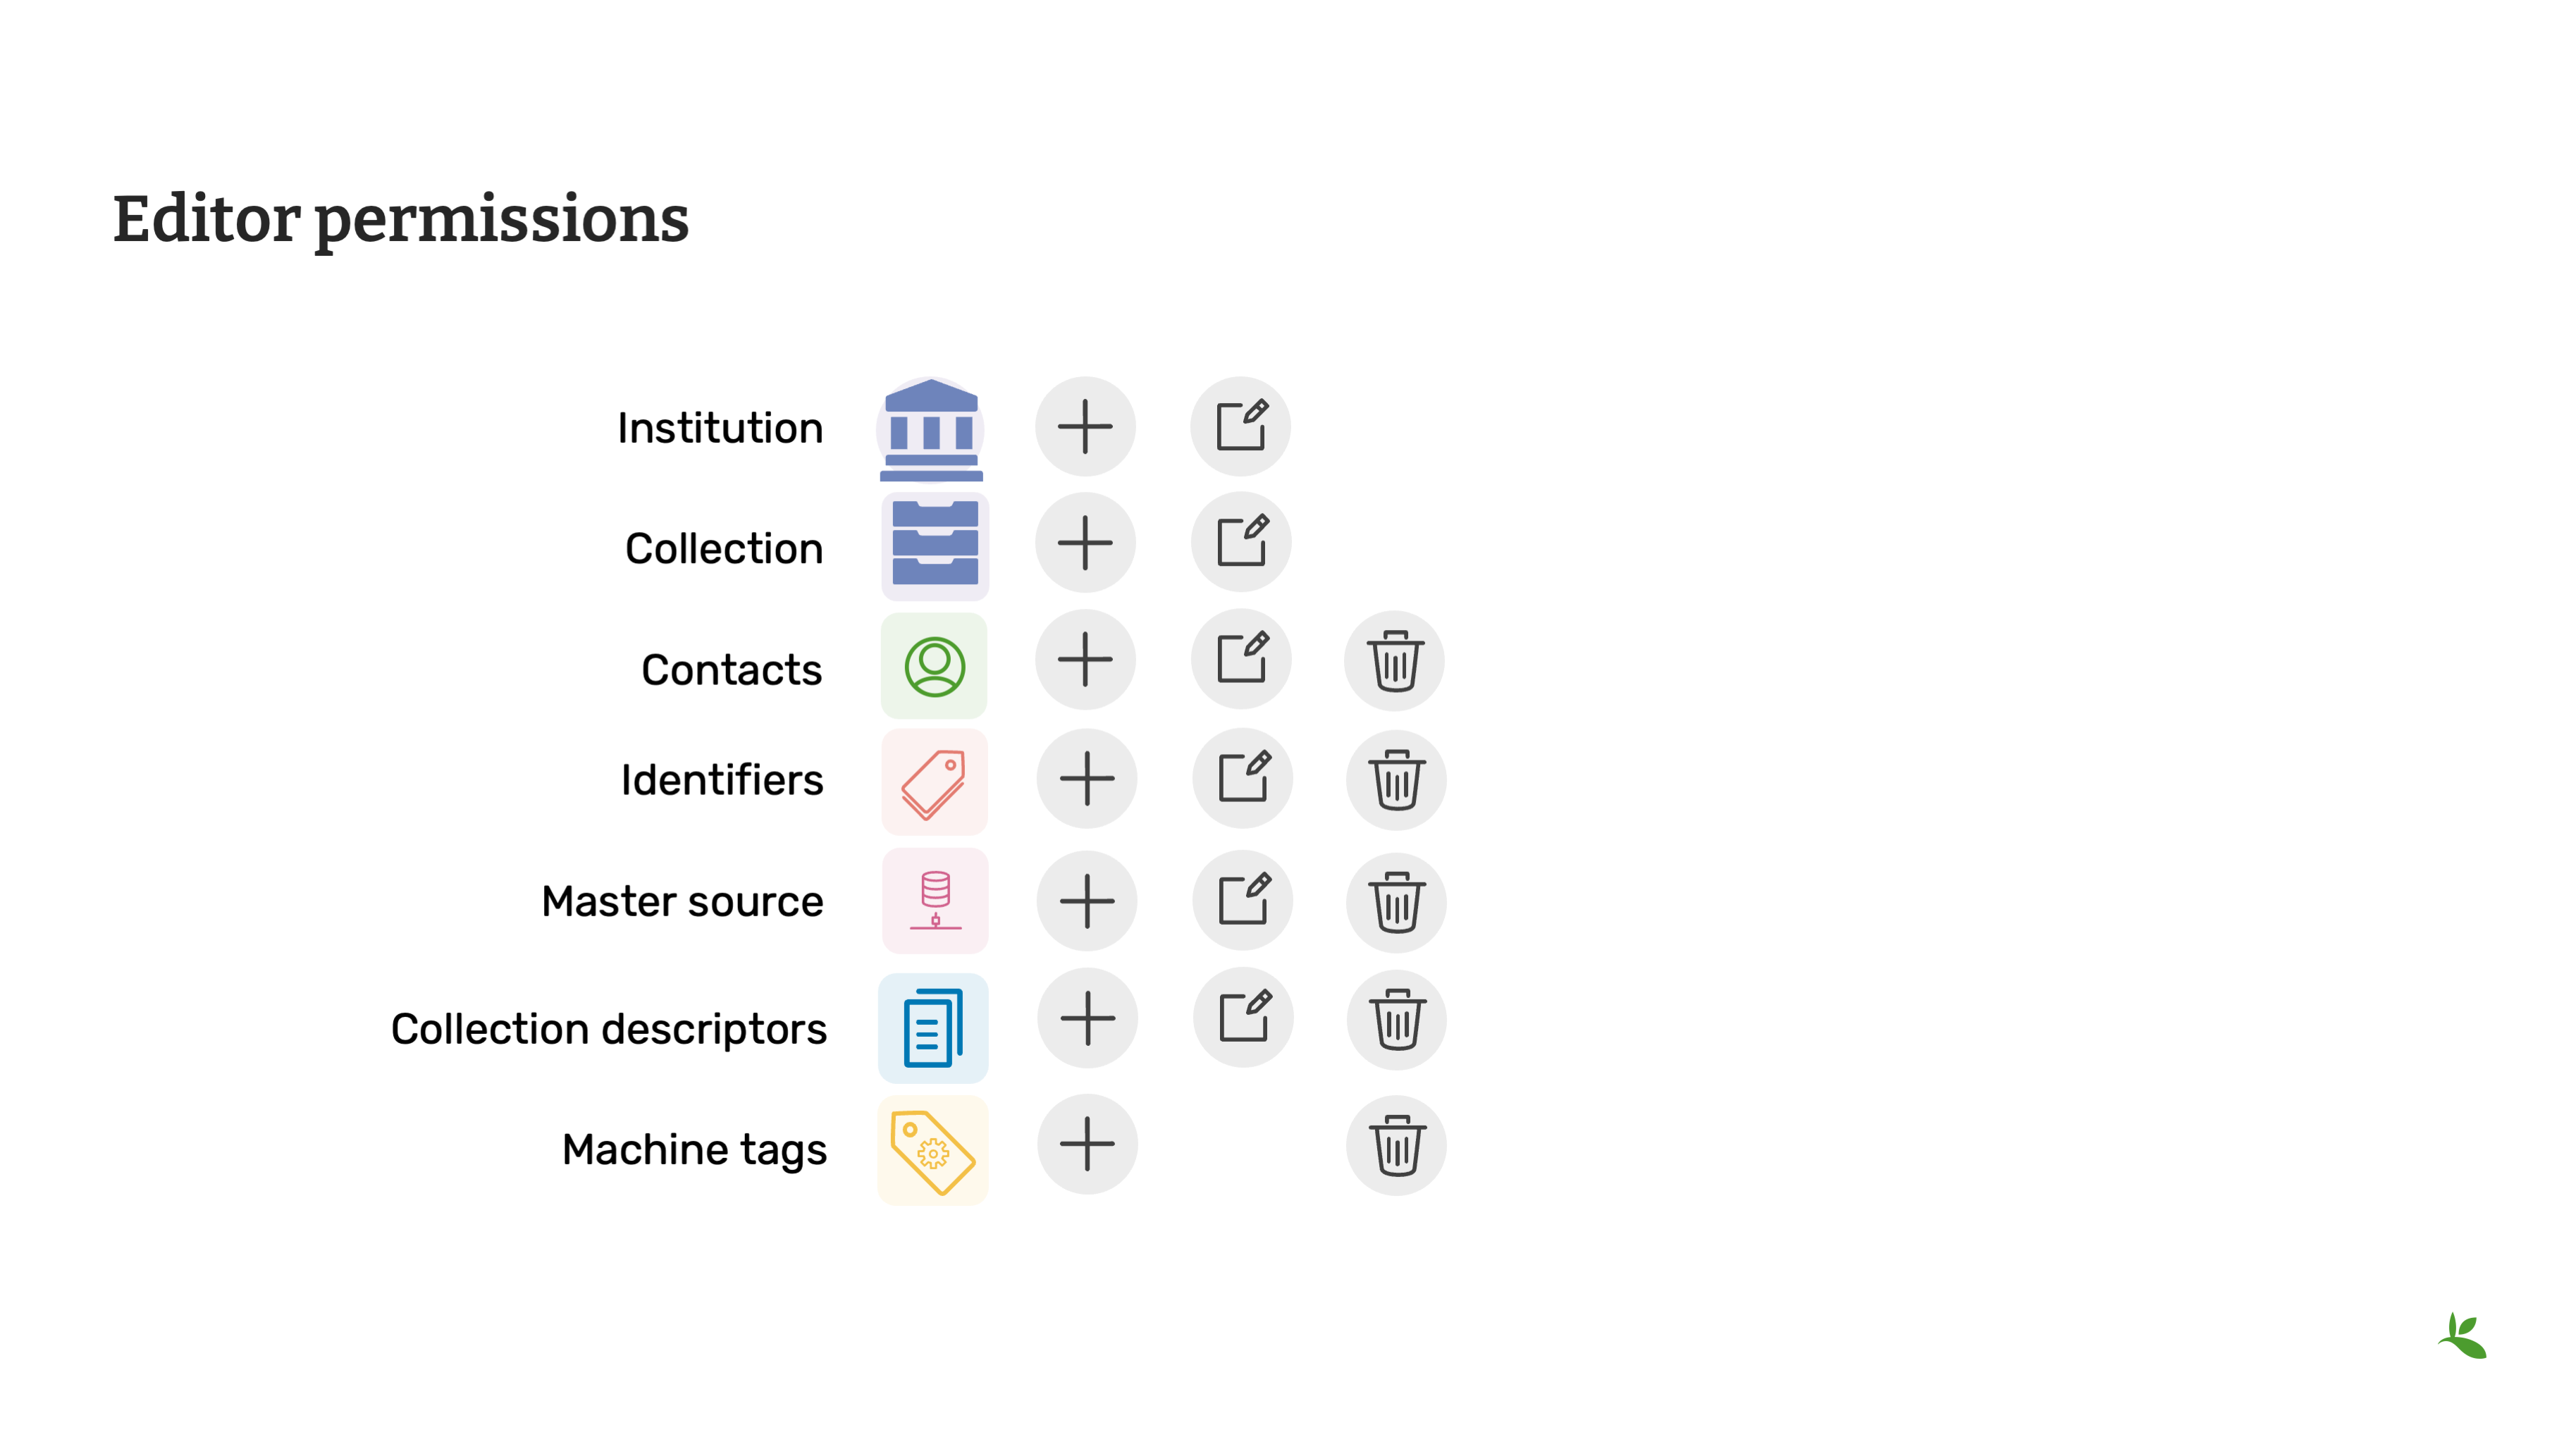 Editor permissions
Institution
Collection
Contacts
Identifiers
Master source
Collection descriptors
Machine tags